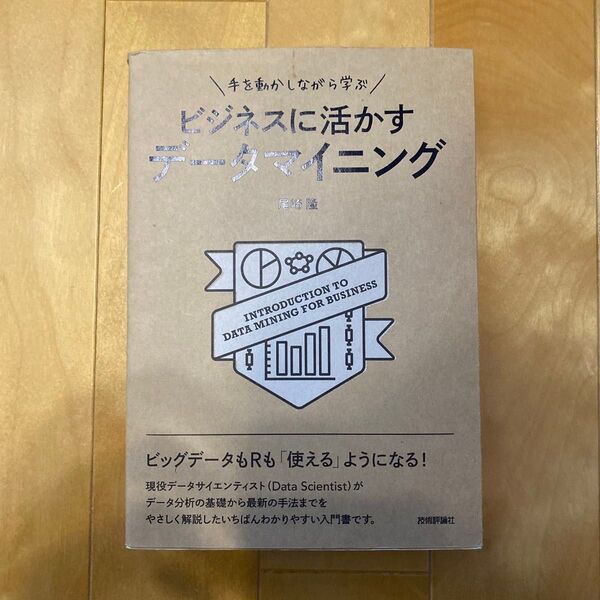 手を動かしながら学ぶ
ビジネスに活かす
データマイニング
尾崎 隆
INTRODUCTION TO
DATA MINING FOR BUSINESS
ビッグデータもRも「使える」ようになる！
現役データサイエンティスト（Data Scientist）が
データ分析の基礎から最新の手法までを
やさしく解説したいちばんわかりやすい入門書です。
技術評論社